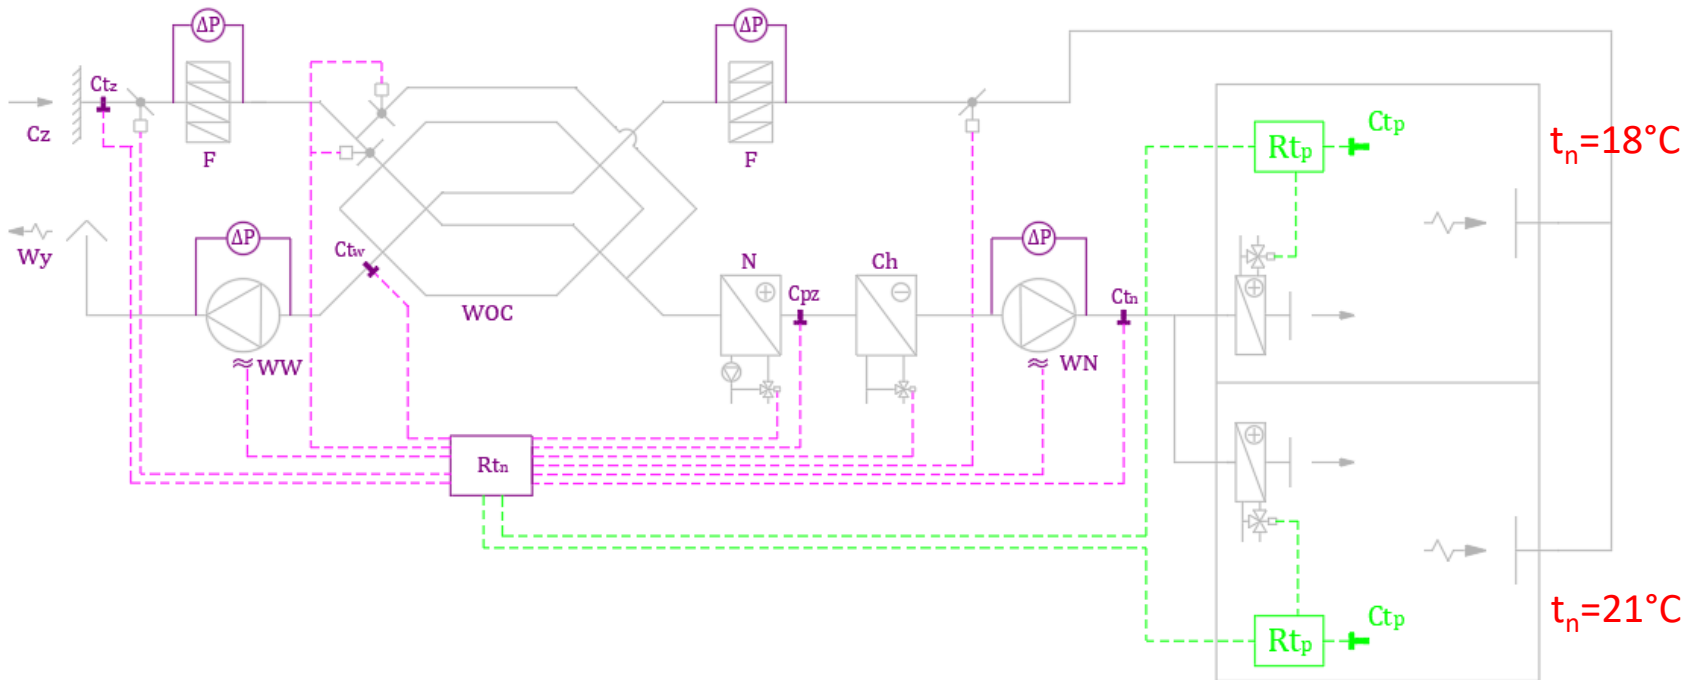 ΔP
ΔP
Ctz
Cz
F
F
Ctp
Rtp
tn=18°C
Wy
ΔP
Ctw
WOC
N
Cpz
Ch
ΔP
Ctn
≈WW
≈
WN
Rtn
Ctp
Rtp
tn=21°C